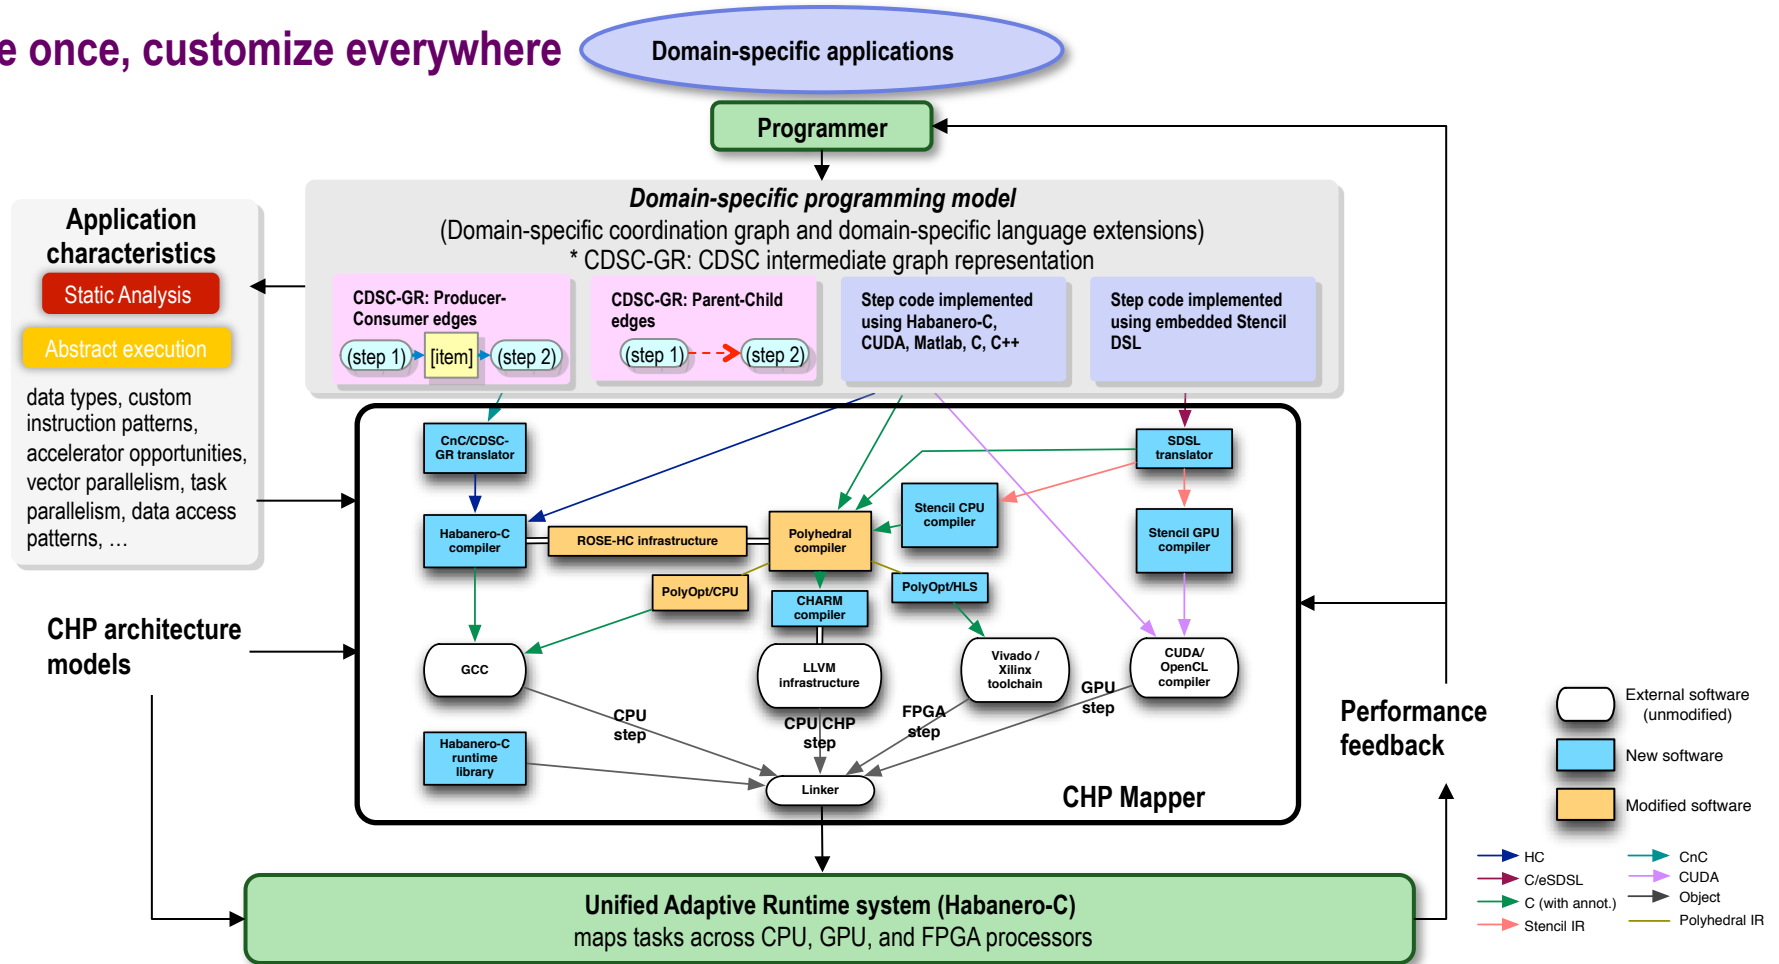 e once, customize everywhere
Domain-specific applications
Programmer
Domain-specific programming model
(Domain-specific coordination graph and domain-specific language extensions)
* CDSC-GR: CDSC intermediate graph representation
Application
characteristics
Static Analysis
Abstract execution
data types, custom
instruction patterns,
accelerator opportunities,
vector parallelism, task
parallelism, data access
patterns, …
CDSC-GR: Producer-
Consumer edges
(step 1)
[item]
(step 2)
CDSC-GR: Parent-Child
edges
(step 1)
(step 2)
Step code implemented
using Habanero-C,
CUDA, Matlab, C, C++
Step code implemented
using embedded Stencil
DSL
CnC/CDSC-
GR translator
SDSL
translator
Habanero-C
compiler
ROSE-HC infrastructure
Polyhedral
compiler
Stencil CPU
compiler
Stencil GPU
compiler
PolyOpt/CPU
CHARM
compiler
PolyOpt/HLS
CHP architecture
models
GCC
LLVM
infrastructure
Vivado /
Xilinx
toolchain
CUDA/
OpenCL
compiler
CPU
step
CPU CHP
step
FPGA
step
GPU
step
Habanero-C
runtime
library
Linker
CHP Mapper
Performance
feedback
External software
(unmodified)
New software
Modified software
HC
C/eSDSL
C (with annot.)
Stencil IR
CnC
CUDA
Object
Polyhedral IR
Unified Adaptive Runtime system (Habanero-C)
maps tasks across CPU, GPU, and FPGA processors